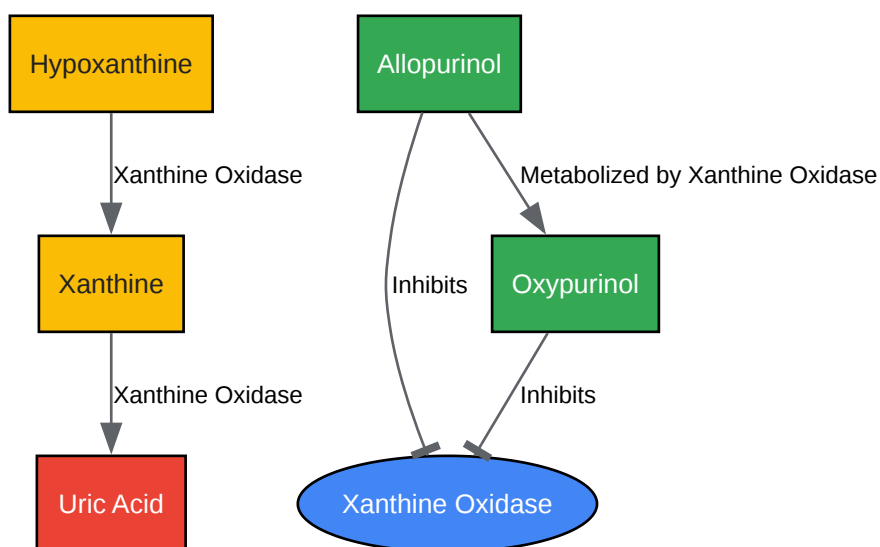 Hypoxanthine
Allopurinol
Xanthine Oxidase
Metabolized by Xanthine Oxidase
Xanthine
Inhibits
Oxypurinol
Xanthine Oxidase
Inhibits
Uric Acid
Xanthine Oxidase